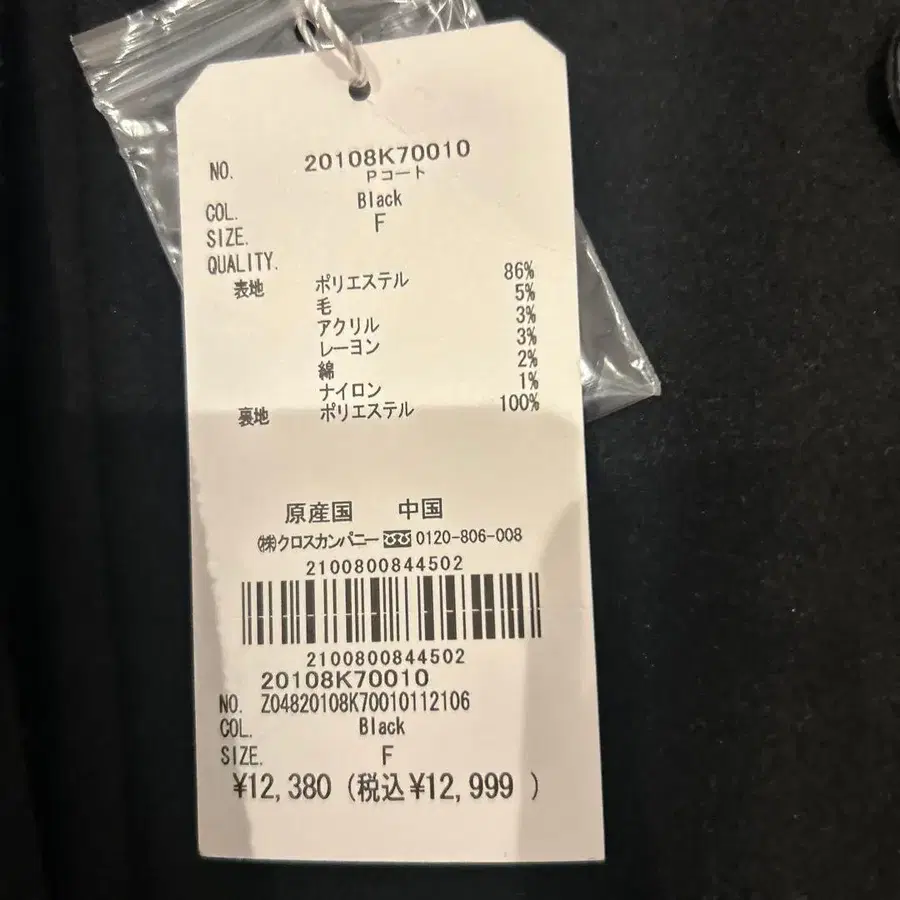 NO. 20108K70010
Pコート
COL. Black
SIZE. F
QUALITY.
表地 ポリエステル 86%
毛 5%
アクリル 3%
レーヨン 3%
綿 2%
ナイロン 1%
裏地 ポリエステル 100%
原産国 中国
㈱クロスカンパニー 0120-806-008
2100800844502
2100800844502
20108K70010
NO. Z04820108K70010112106
COL. Black
SIZE. F
¥12,380 (税込¥12,999 )